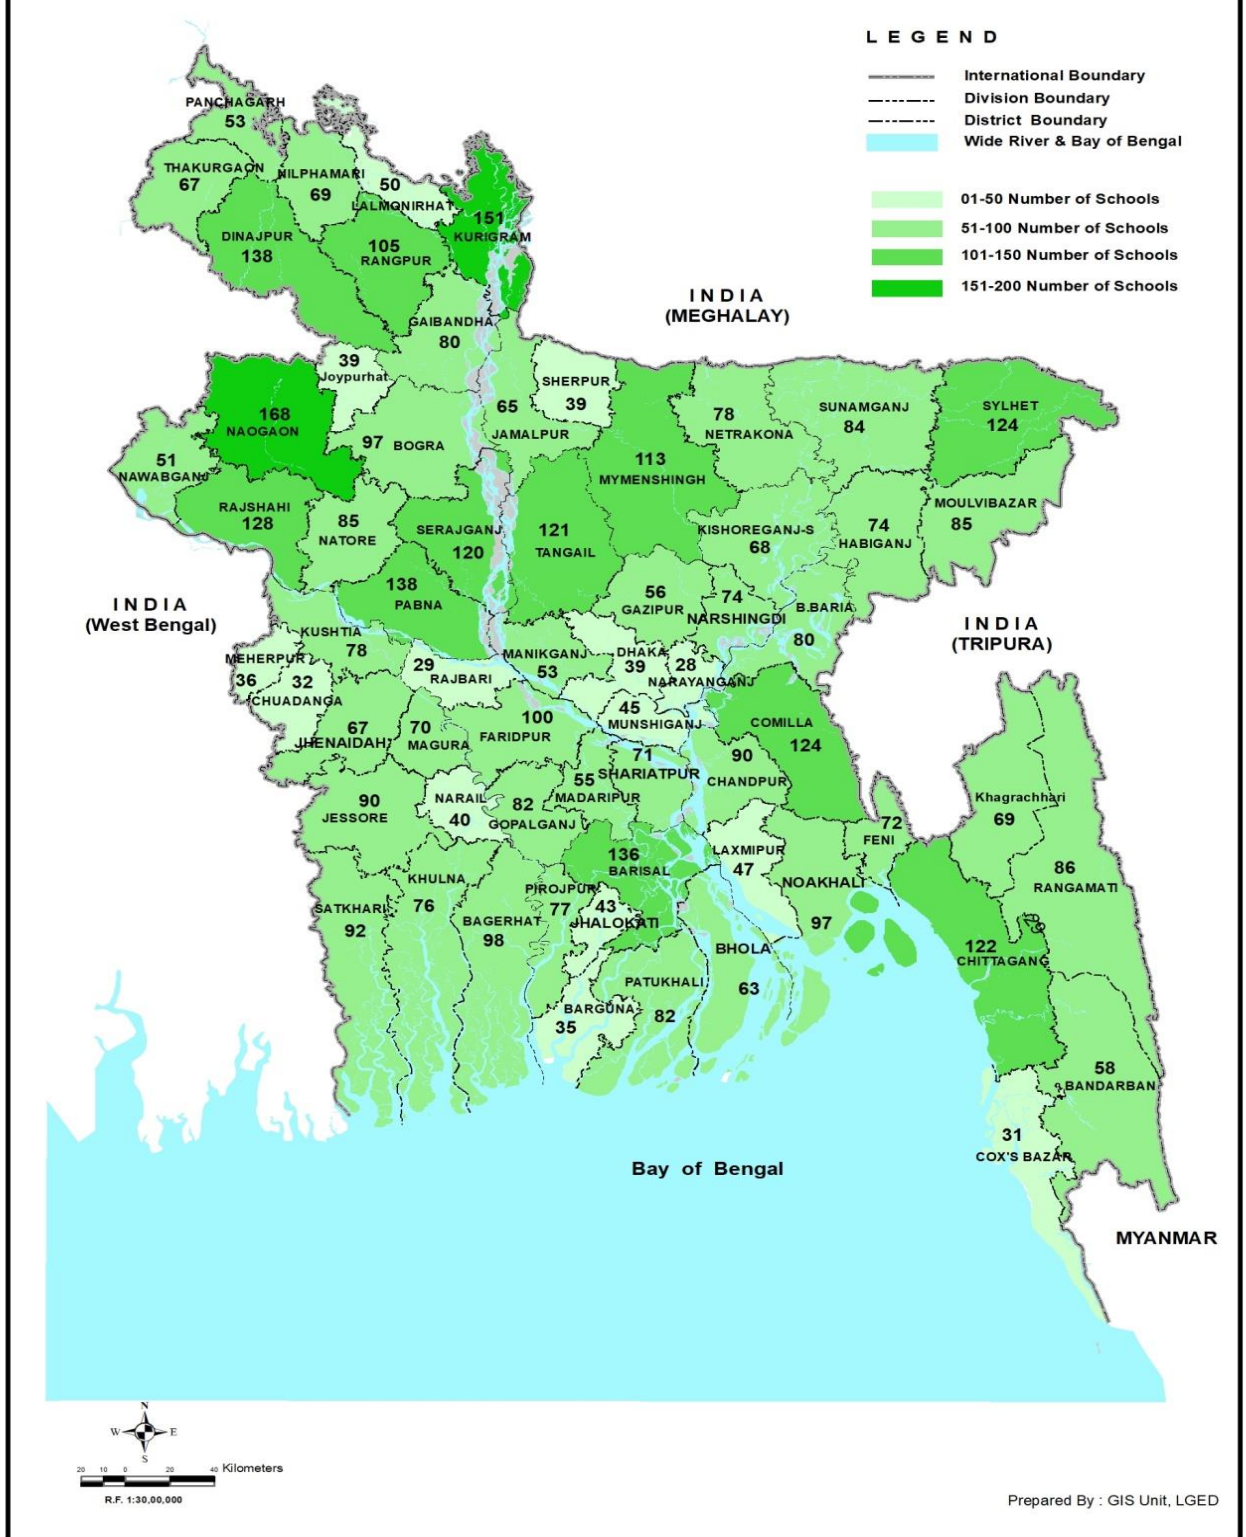 L E G E N D
International Boundary
Division Boundary
District Boundary
Wide River & Bay of Bengal
01-50 Number of Schools
51-100 Number of Schools
101-150 Number of Schools
151-200 Number of Schools
PANCHAGARH
53
THAKURGAON
67
NILPHAMARI
69
50
LALMONIRHAT
151
KURIGRAM
DINAJPUR
138
105
RANGPUR
INDIA
(MEGHALAY)
GAIBANDHA
80
39
Joypurhat
SHERPUR
39
168
NAOGAON
65
JAMALPUR
97 BOGRA
78
NETRAKONA
SUNAMGANJ
84
SYLHET
124
51
NAWABGANJ
113
MYMENSHINGH
RAJSHAHI
128
85
NATORE
SERAJGANJ
120
121
TANGAIL
KISHOREGANJ-S
68
74
HABIGANJ
MOULVIBAZAR
85
138
PABNA
56
GAZIPUR
74
NARSHINGDI
B.BARIA
80
INDIA
(West Bengal)
INDIA
(TRIPURA)
KUSHTIA
78
MEHERPUR
36
32
CHUADANGA
29
RAJBARI
MANIKGANJ
53
DHAKA
39
28
NARAYANGANJ
45
MUNSHIGANJ
67
JHENAIDAH
70
MAGURA
100
FARIDPUR
COMILLA
124
71
SHARIATPUR
90
CHANDPUR
55
MADARIPUR
90
JESSORE
NARAIL
40
82
GOPALGANJ
Khagrachhari
69
72
FENI
136
BARISAL
LAXMIPUR
47
NOAKHALI
97
86
RANGAMATI
KHULNA
76
SATKHARI
92
BAGERHAT
98
PIROJPUR
77
43
JHALOKATI
BHOLA
63
122
CHITTAGANG
PATUKHALI
82
BARGUNA
35
58
BANDARBAN
31
COX'S BAZAR
Bay of Bengal
MYANMAR
N
W E
S
20 10 0 20 40 Kilometers
R.F. 1:30,00,000
Prepared By : GIS Unit, LGED